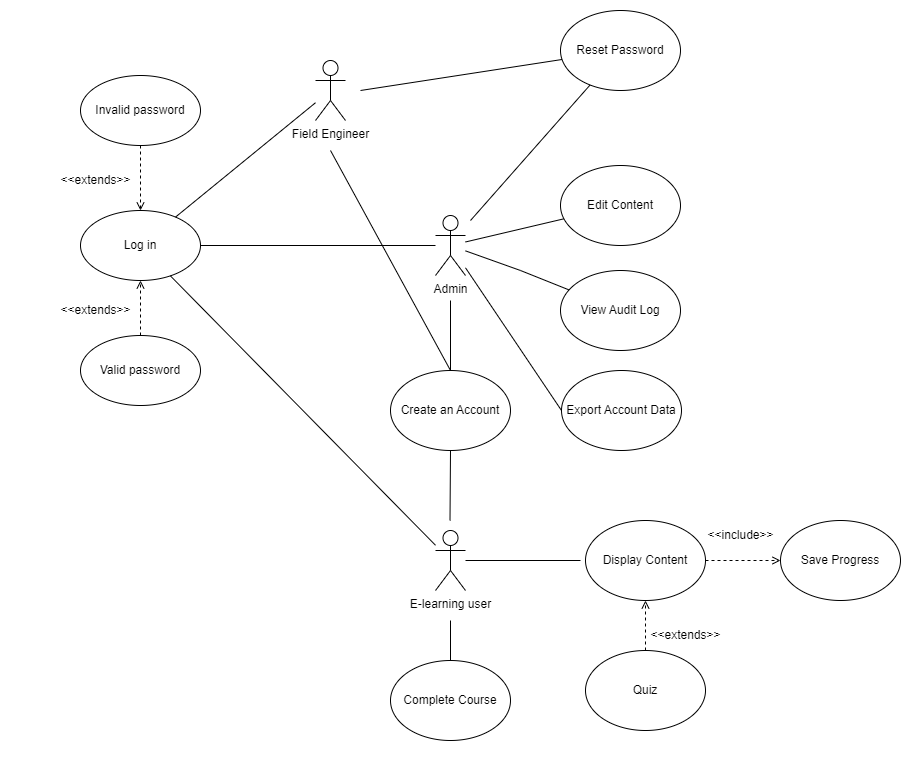 Reset Password
Invalid password
Field Engineer
<<extends>>
Edit Content
Log in
Admin
<<extends>>
View Audit Log
Valid password
Create an Account
Export Account Data
<<include>>
Display Content
Save Progress
E-learning user
<<extends>>
Quiz
Complete Course